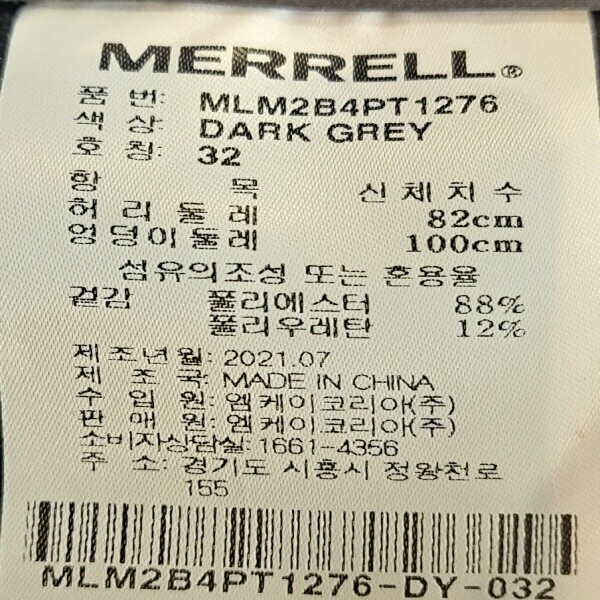 MERRELL®
품 번: MLM2B4PT1276
색 상: DARK GREY
호 칭: 32
항 목 신체치수
허 리 둘 레 82cm
엉덩이둘레 100cm
섬유의조성 또는 혼용율
겉감 폴리에스터 88%
폴리우레탄 12%
제조년월: 2021.07
제 조 국: MADE IN CHINA
수 입 원: 엠케이코리아(주)
판 매 원: 엠케이코리아(주)
소비자상담실: 1661-4356
주 소: 경기도 시흥시 정왕천로
155
MLM2B4PT1276-DY-032